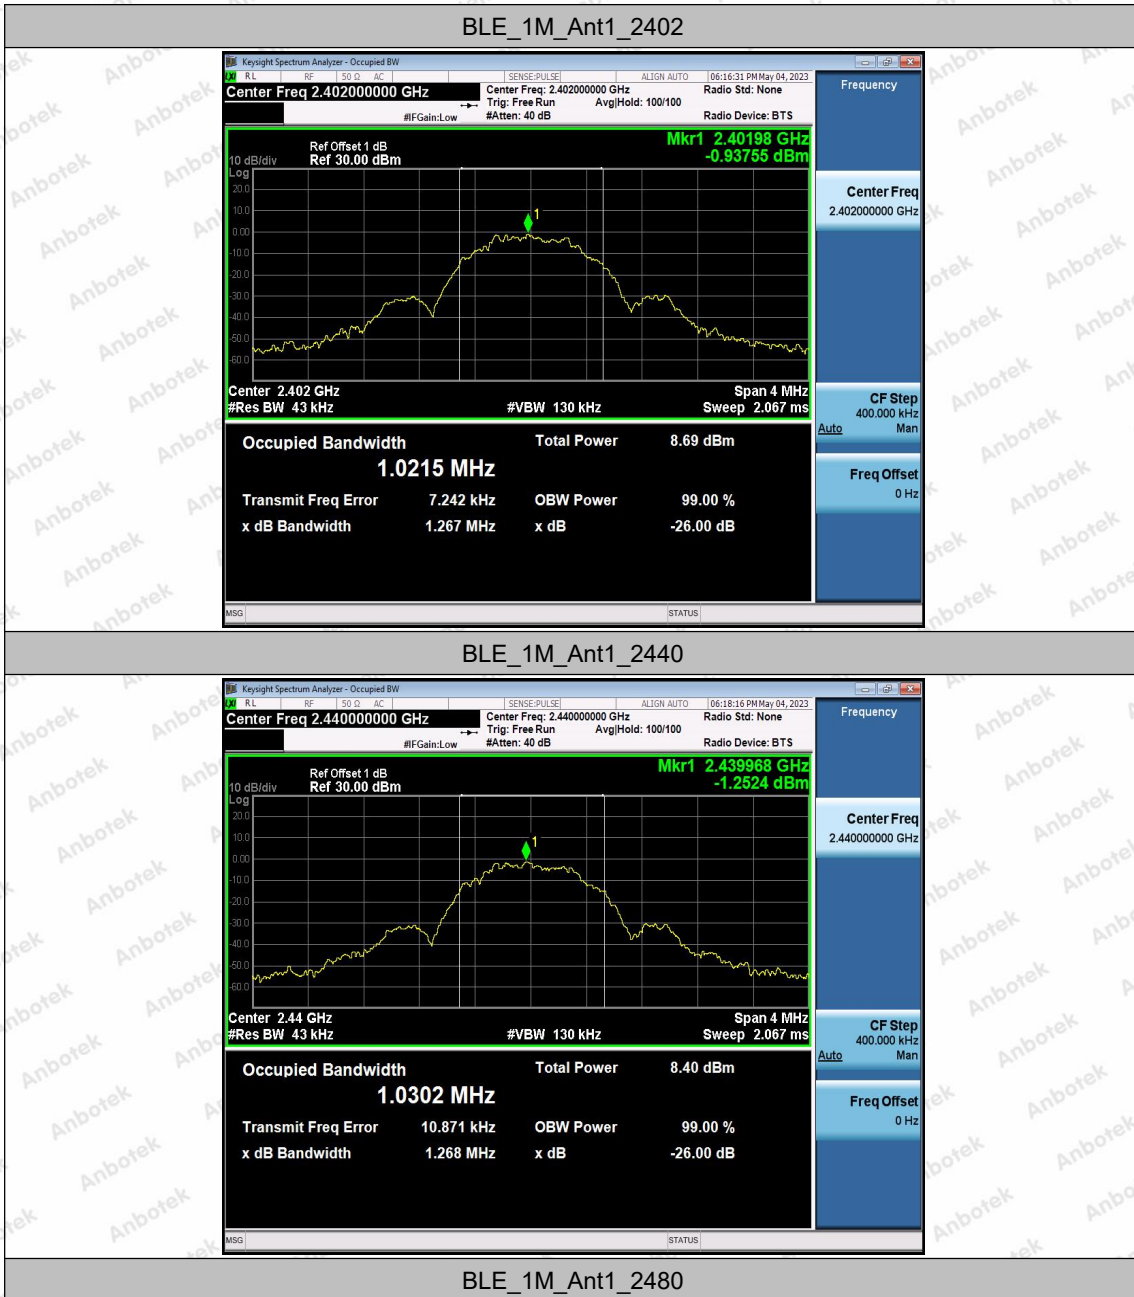 BLE_1M_Ant1_2402
Keysight Spectrum Analyzer - Occupied BW
LXI RL RF 50 Ω AC SENSE:PULSE ALIGN AUTO 06:16:31 PM May 04, 2023
Center Freq 2.402000000 GHz Center Freq: 2.402000000 GHz Radio Std: None Frequency
Trig: Free Run Avg|Hold: 100/100
#IFGain:Low #Atten: 40 dB Radio Device: BTS
Mkr1 2.40198 GHz
-0.93755 dBm
Ref Offset 1 dB
10 dB/div Ref 30.00 dBm
Log
20.0
10.0
0.00
-10.0
-20.0
-30.0
-40.0
-50.0
-60.0
1
Center Freq
2.402000000 GHz
Center 2.402 GHz Span 4 MHz
#Res BW 43 kHz #VBW 130 kHz Sweep 2.067 ms
CF Step
400.000 kHz
Auto Man
Occupied Bandwidth Total Power 8.69 dBm
1.0215 MHz
Freq Offset
0 Hz
Transmit Freq Error 7.242 kHz OBW Power 99.00 %
x dB Bandwidth 1.267 MHz x dB -26.00 dB
MSG STATUS
BLE_1M_Ant1_2440
Keysight Spectrum Analyzer - Occupied BW
LXI RL RF 50 Ω AC SENSE:PULSE ALIGN AUTO 06:18:16 PM May 04, 2023
Center Freq 2.440000000 GHz Center Freq: 2.440000000 GHz Radio Std: None Frequency
Trig: Free Run Avg|Hold: 100/100
#IFGain:Low #Atten: 40 dB Radio Device: BTS
Mkr1 2.439968 GHz
-1.2524 dBm
Ref Offset 1 dB
10 dB/div Ref 30.00 dBm
Log
20.0
10.0
0.00
-10.0
-20.0
-30.0
-40.0
-50.0
-60.0
1
Center Freq
2.440000000 GHz
Center 2.44 GHz Span 4 MHz
#Res BW 43 kHz #VBW 130 kHz Sweep 2.067 ms
CF Step
400.000 kHz
Auto Man
Occupied Bandwidth Total Power 8.40 dBm
1.0302 MHz
Freq Offset
0 Hz
Transmit Freq Error 10.871 kHz OBW Power 99.00 %
x dB Bandwidth 1.268 MHz x dB -26.00 dB
MSG STATUS
BLE_1M_Ant1_2480
Anbotek